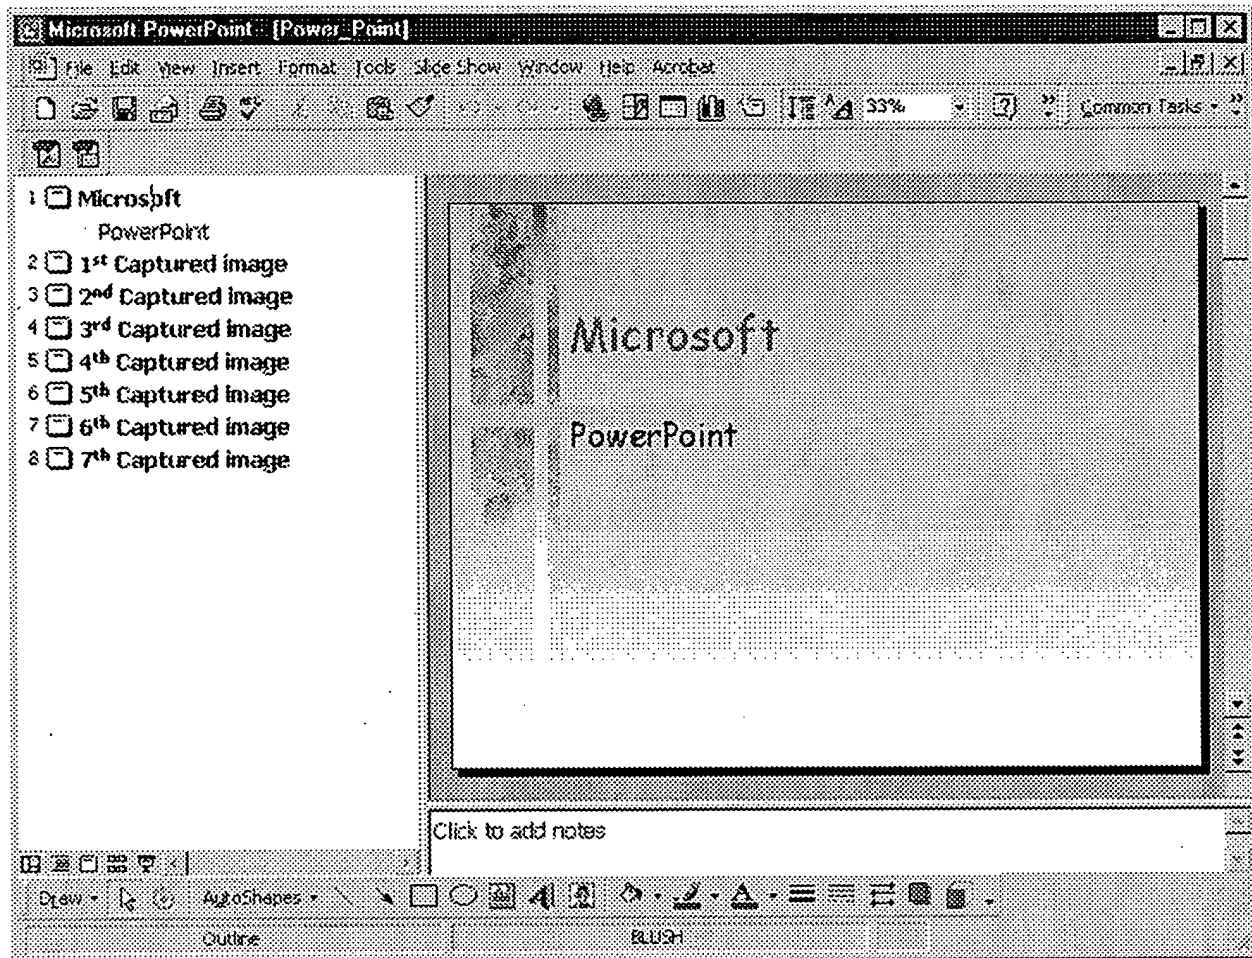 Microsoft PowerPoint - [Power_Point]
File Edit View Insert Format Tools Slide Show Window Help Acrobat
33% Common Tasks
1 Microsoft
PowerPoint
2 1st Captured image
3 2nd Captured image
4 3rd Captured image
5 4th Captured image
6 5th Captured image
7 6th Captured image
8 7th Captured image
Microsoft
PowerPoint
Click to add notes
Draw AutoShapes
Outline BLUSH